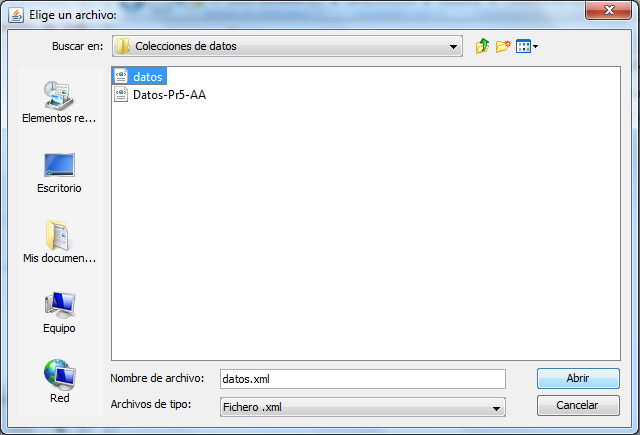 Elige un archivo:
Buscar en:
Colecciones de datos
datos
Datos-Pr5-AA
Elementos re...
Escritorio
Mis documen...
Equipo
Red
Nombre de archivo:
datos.xml
Abrir
Archivos de tipo:
Fichero .xml
Cancelar